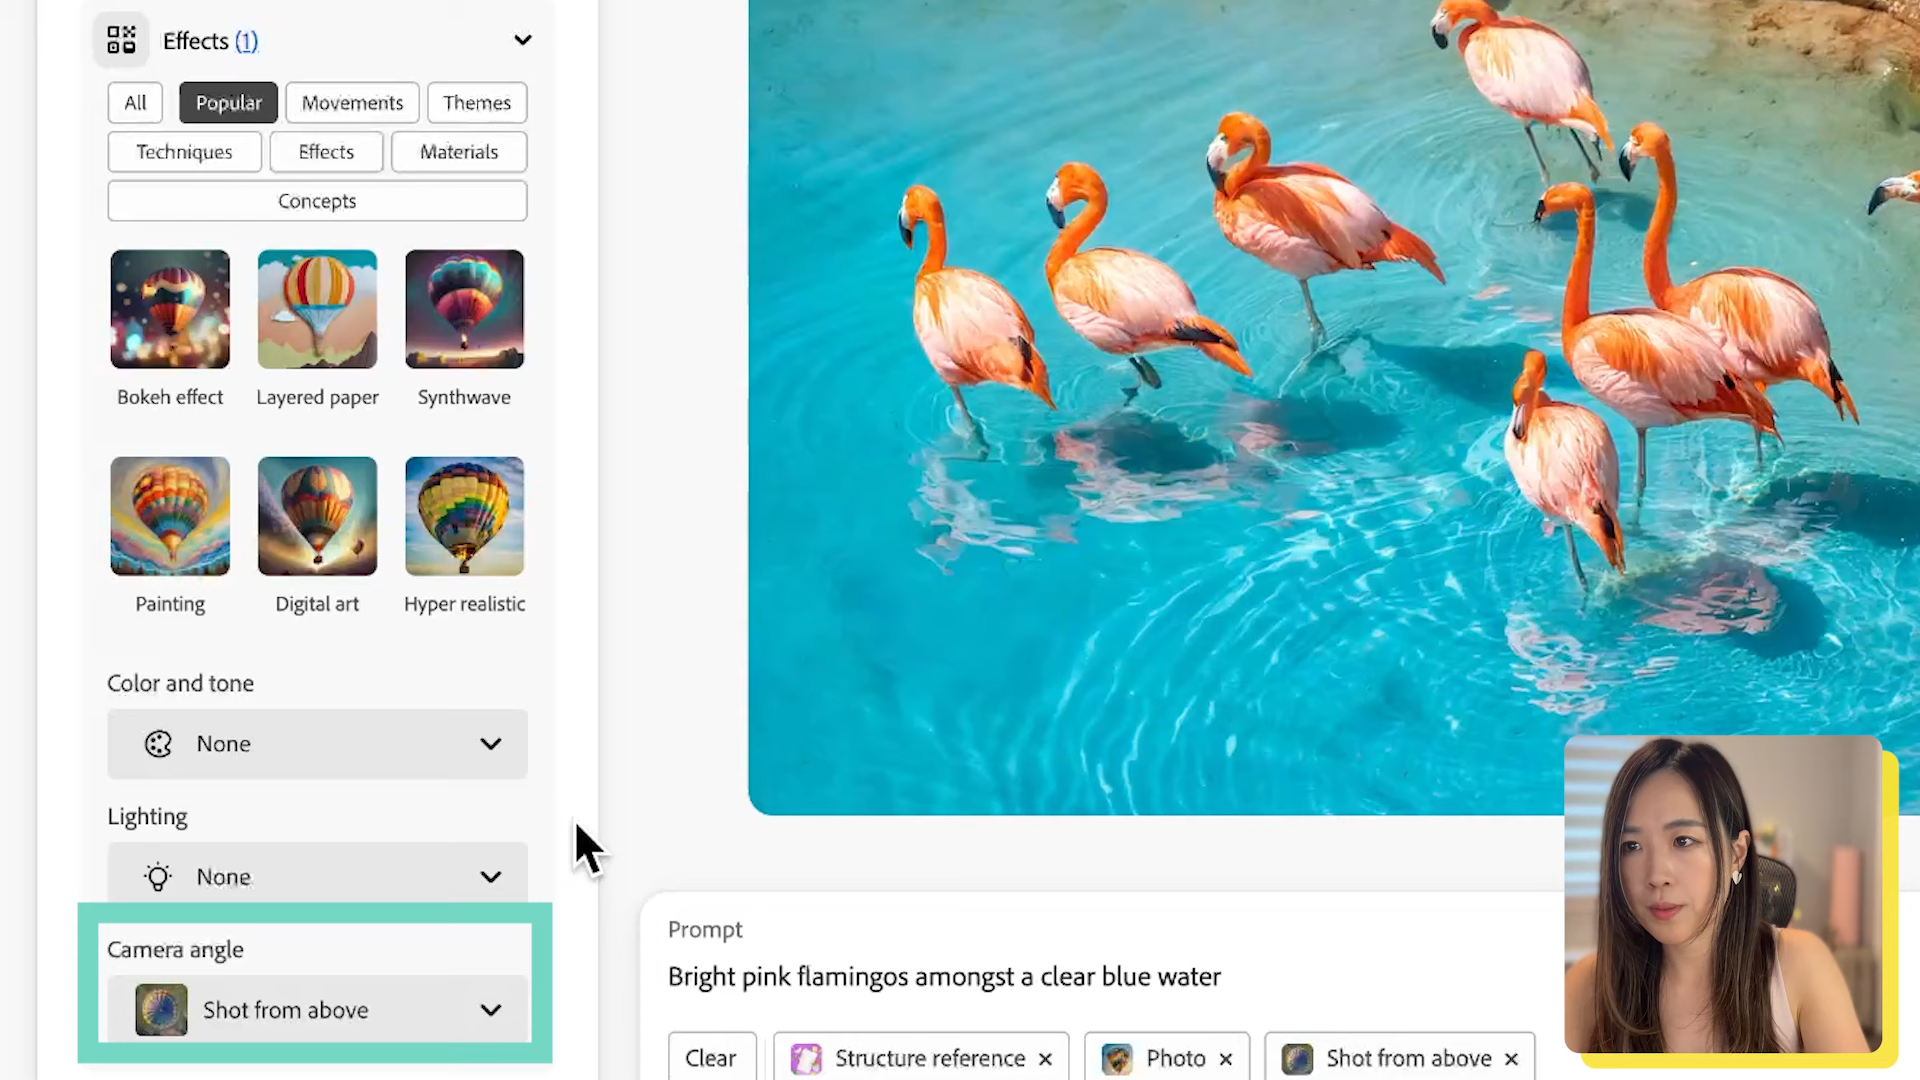 Effects (1)
All
Popular
Movements
Themes
Techniques
Effects
Materials
Concepts
Bokeh effect
Layered paper
Synthwave
Painting
Digital art
Hyper realistic
Color and tone
None
Lighting
None
Camera angle
Shot from above
Prompt
Bright pink flamingos amongst a clear blue water
Clear
Structure reference ×
Photo ×
Shot from above ×